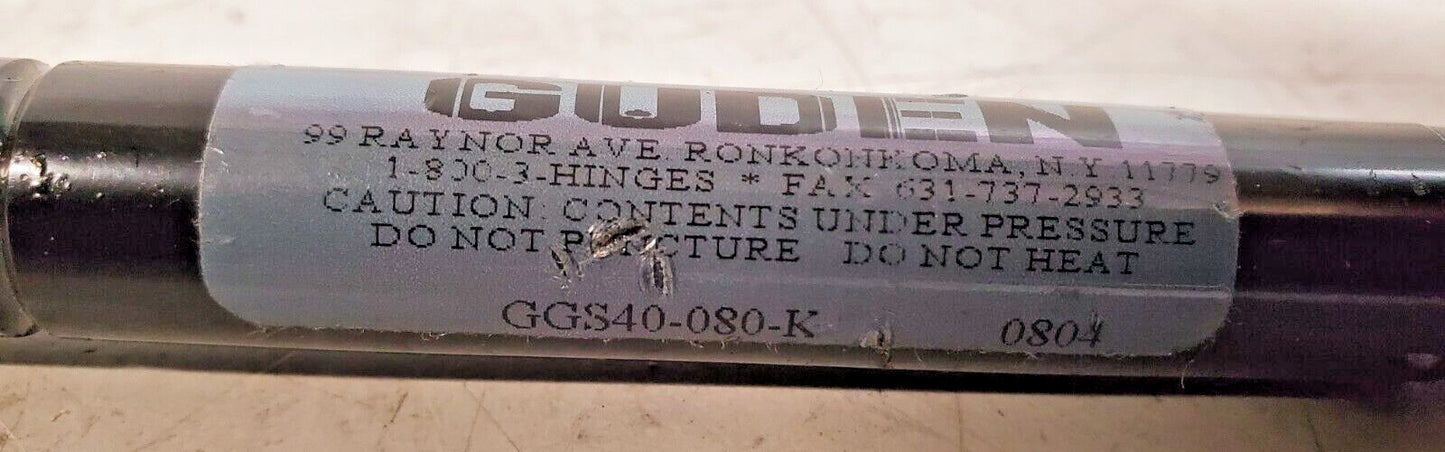 GUDEN
99 RAYNOR AVE. RONKONKOMA, N.Y 11779
1-800-3-HINGES * FAX 631-737-2933
CAUTION: CONTENTS UNDER PRESSURE
DO NOT PUNCTURE DO NOT HEAT
GGS40-080-K 0804